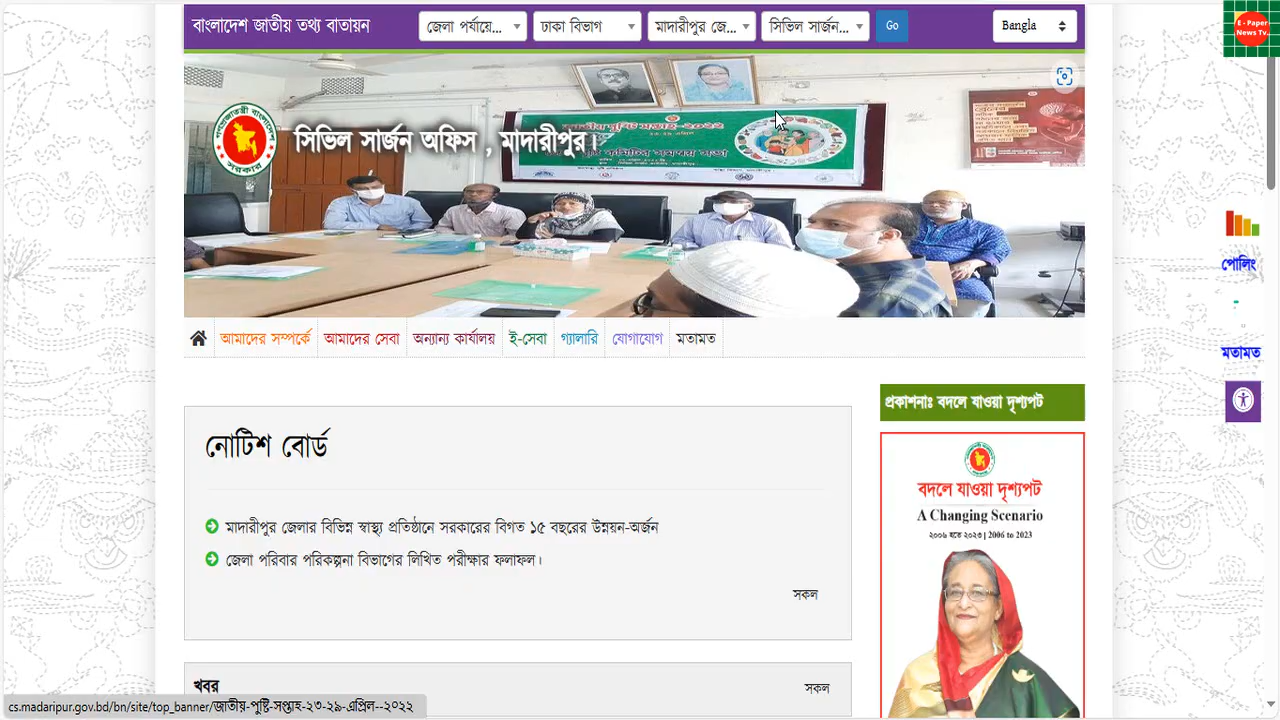 বাংলাদেশ জাতীয় তথ্য বাতায়ন
জেলা পর্যায়ে...
ঢাকা বিভাগ
মাদারীপুর জে...
সিভিল সার্জন...
Go
Bangla
E - Paper
News Tv.
সিভিল সার্জন অফিস , মাদারীপুর।
আমাদের সম্পর্কে
আমাদের সেবা
অন্যান্য কার্যালয়
ই-সেবা
গ্যালারি
যোগাযোগ
মতামত
পোলিং
মতামত
প্রকাশনাঃ বদলে যাওয়া দৃশ্যপট
নোটিশ বোর্ড
মাদারীপুর জেলার বিভিন্ন স্বাস্থ্য প্রতিষ্ঠানে সরকারের বিগত ১৫ বছরের উন্নয়ন-অর্জন
জেলা পরিবার পরিকল্পনা বিভাগের লিখিত পরীক্ষার ফলাফল।
সকল
বদলে যাওয়া দৃশ্যপট
A Changing Scenario
২০০৬ হতে ২০২৩ | 2006 to 2023
খবর
সকল
cs.madaripur.gov.bd/bn/site/top_banner/জাতীয়-পুষ্টি-সপ্তাহ-২৩-২৯-এপ্রিল--২০২২